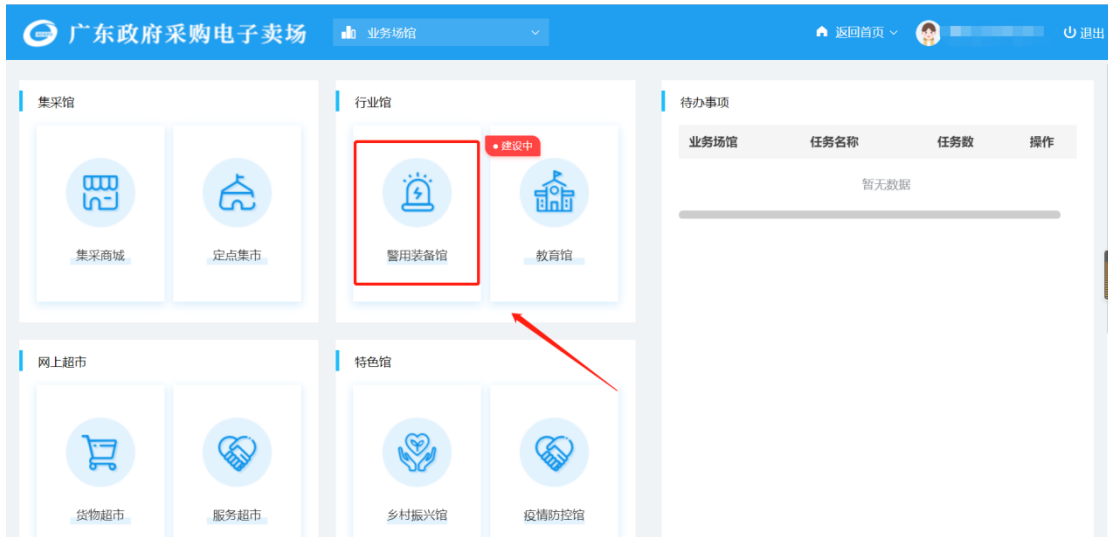 广东政府采购电子卖场
业务场馆
返回首页
退出
集采馆
集采商城
定点集市
行业馆
建设中
警用装备馆
教育馆
待办事项
业务场馆 任务名称 任务数 操作
暂无数据
网上超市
货物超市
服务超市
特色馆
乡村振兴馆
疫情防控馆